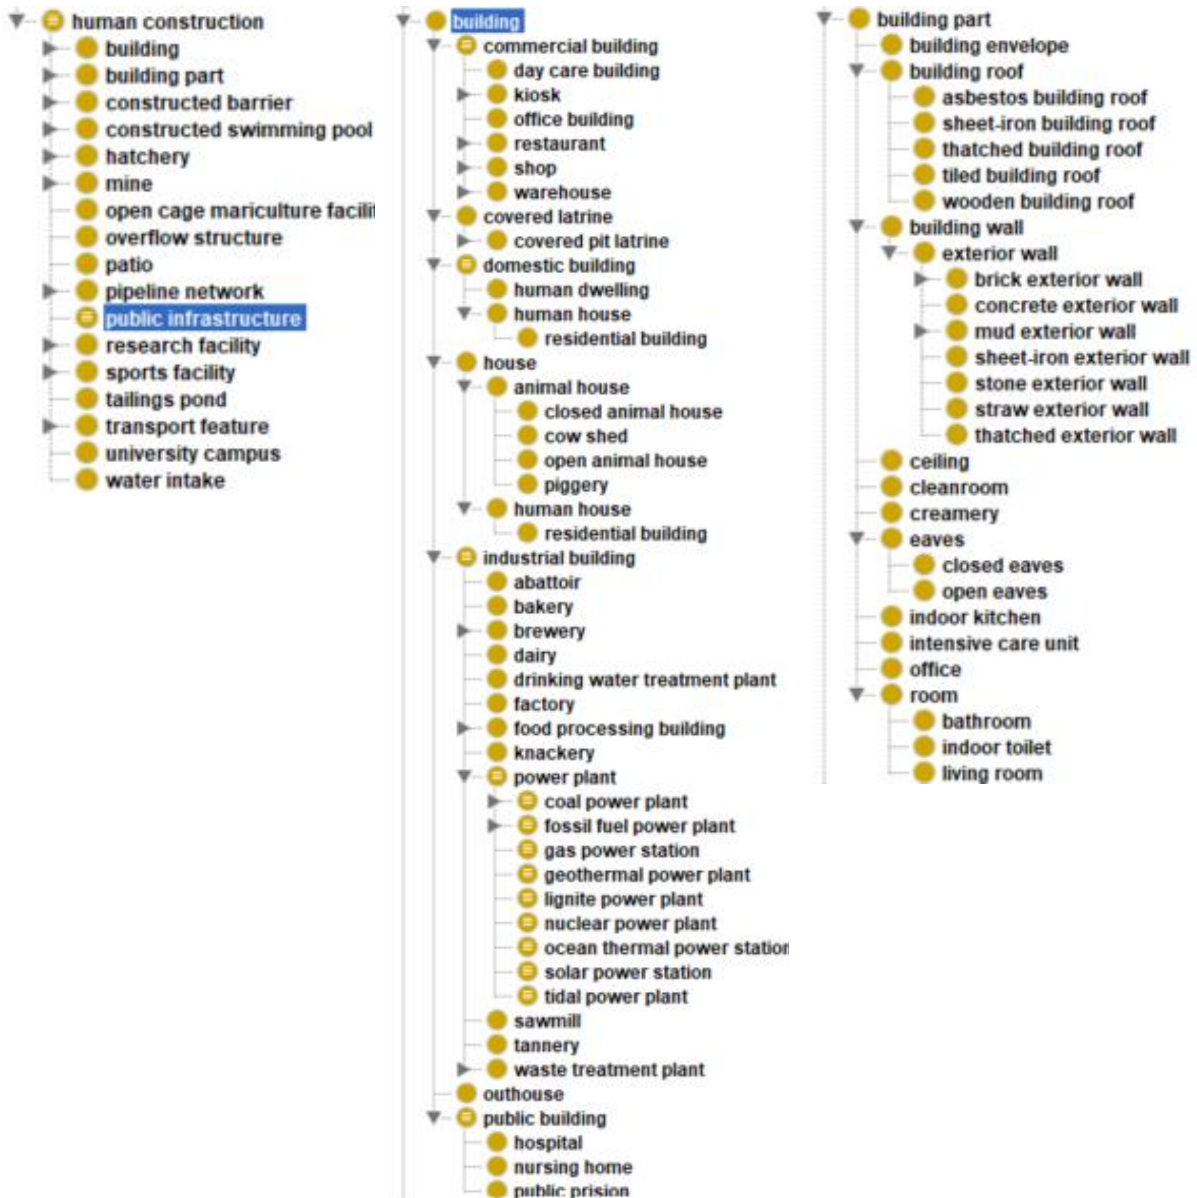 human construction
building
building part
constructed barrier
constructed swimming pool
hatchery
mine
open cage mariculture facilit
overflow structure
patio
pipeline network
public infrastructure
research facility
sports facility
tailings pond
transport feature
university campus
water intake
building
commercial building
day care building
kiosk
office building
restaurant
shop
warehouse
covered latrine
covered pit latrine
domestic building
human dwelling
human house
residential building
house
animal house
closed animal house
cow shed
open animal house
piggery
human house
residential building
industrial building
abattoir
bakery
brewery
dairy
drinking water treatment plant
factory
food processing building
knackery
power plant
coal power plant
fossil fuel power plant
gas power station
geothermal power plant
lignite power plant
nuclear power plant
ocean thermal power station
solar power station
tidal power plant
sawmill
tannery
waste treatment plant
outhouse
public building
hospital
nursing home
public prision
building part
building envelope
building roof
asbestos building roof
sheet-iron building roof
thatched building roof
tiled building roof
wooden building roof
building wall
exterior wall
brick exterior wall
concrete exterior wall
mud exterior wall
sheet-iron exterior wall
stone exterior wall
straw exterior wall
thatched exterior wall
ceiling
cleanroom
creamery
eaves
closed eaves
open eaves
indoor kitchen
intensive care unit
office
room
bathroom
indoor toilet
living room